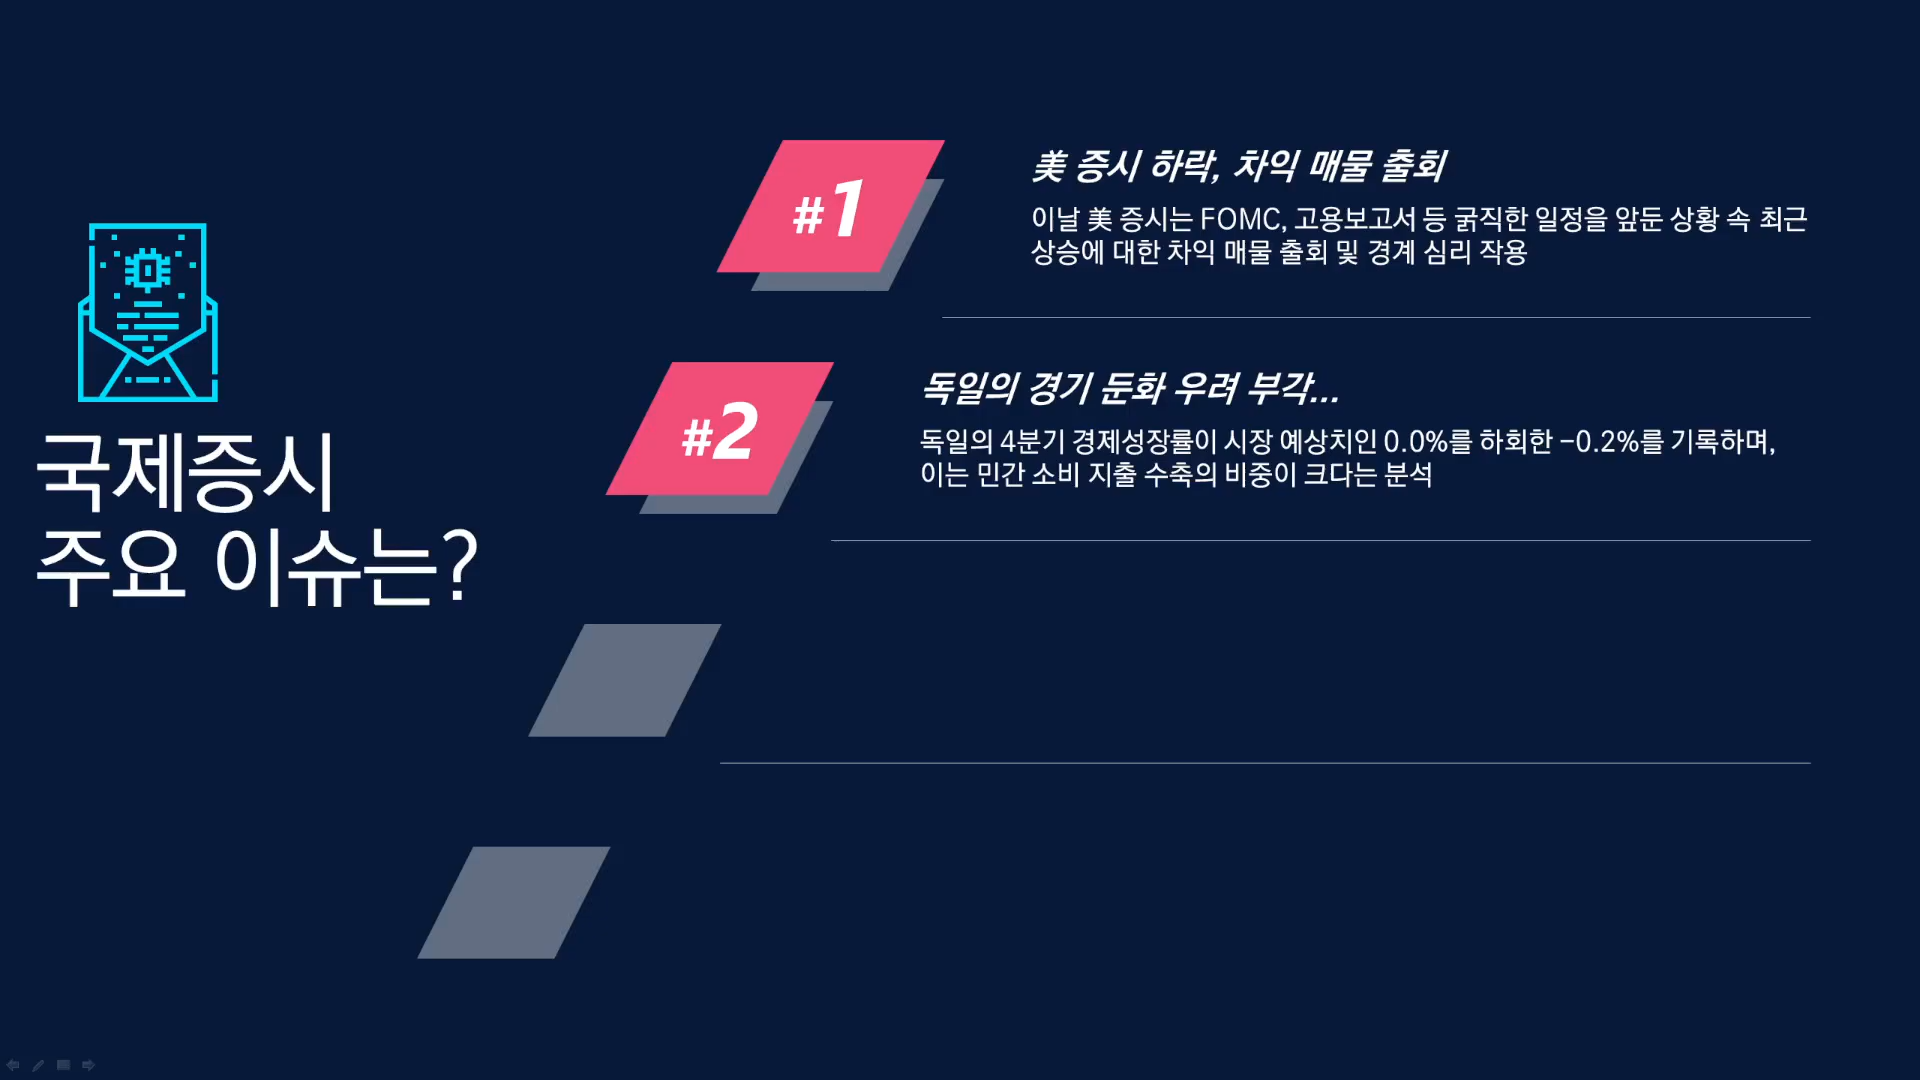 국제증시
주요 이슈는?
#1
美 증시 하락, 차익 매물 출회
이날 美 증시는 FOMC, 고용보고서 등 굵직한 일정을 앞둔 상황 속 최근
상승에 대한 차익 매물 출회 및 경계 심리 작용
#2
독일의 경기 둔화 우려 부각...
독일의 4분기 경제성장률이 시장 예상치인 0.0%를 하회한 -0.2%를 기록하며,
이는 민간 소비 지출 수축의 비중이 크다는 분석